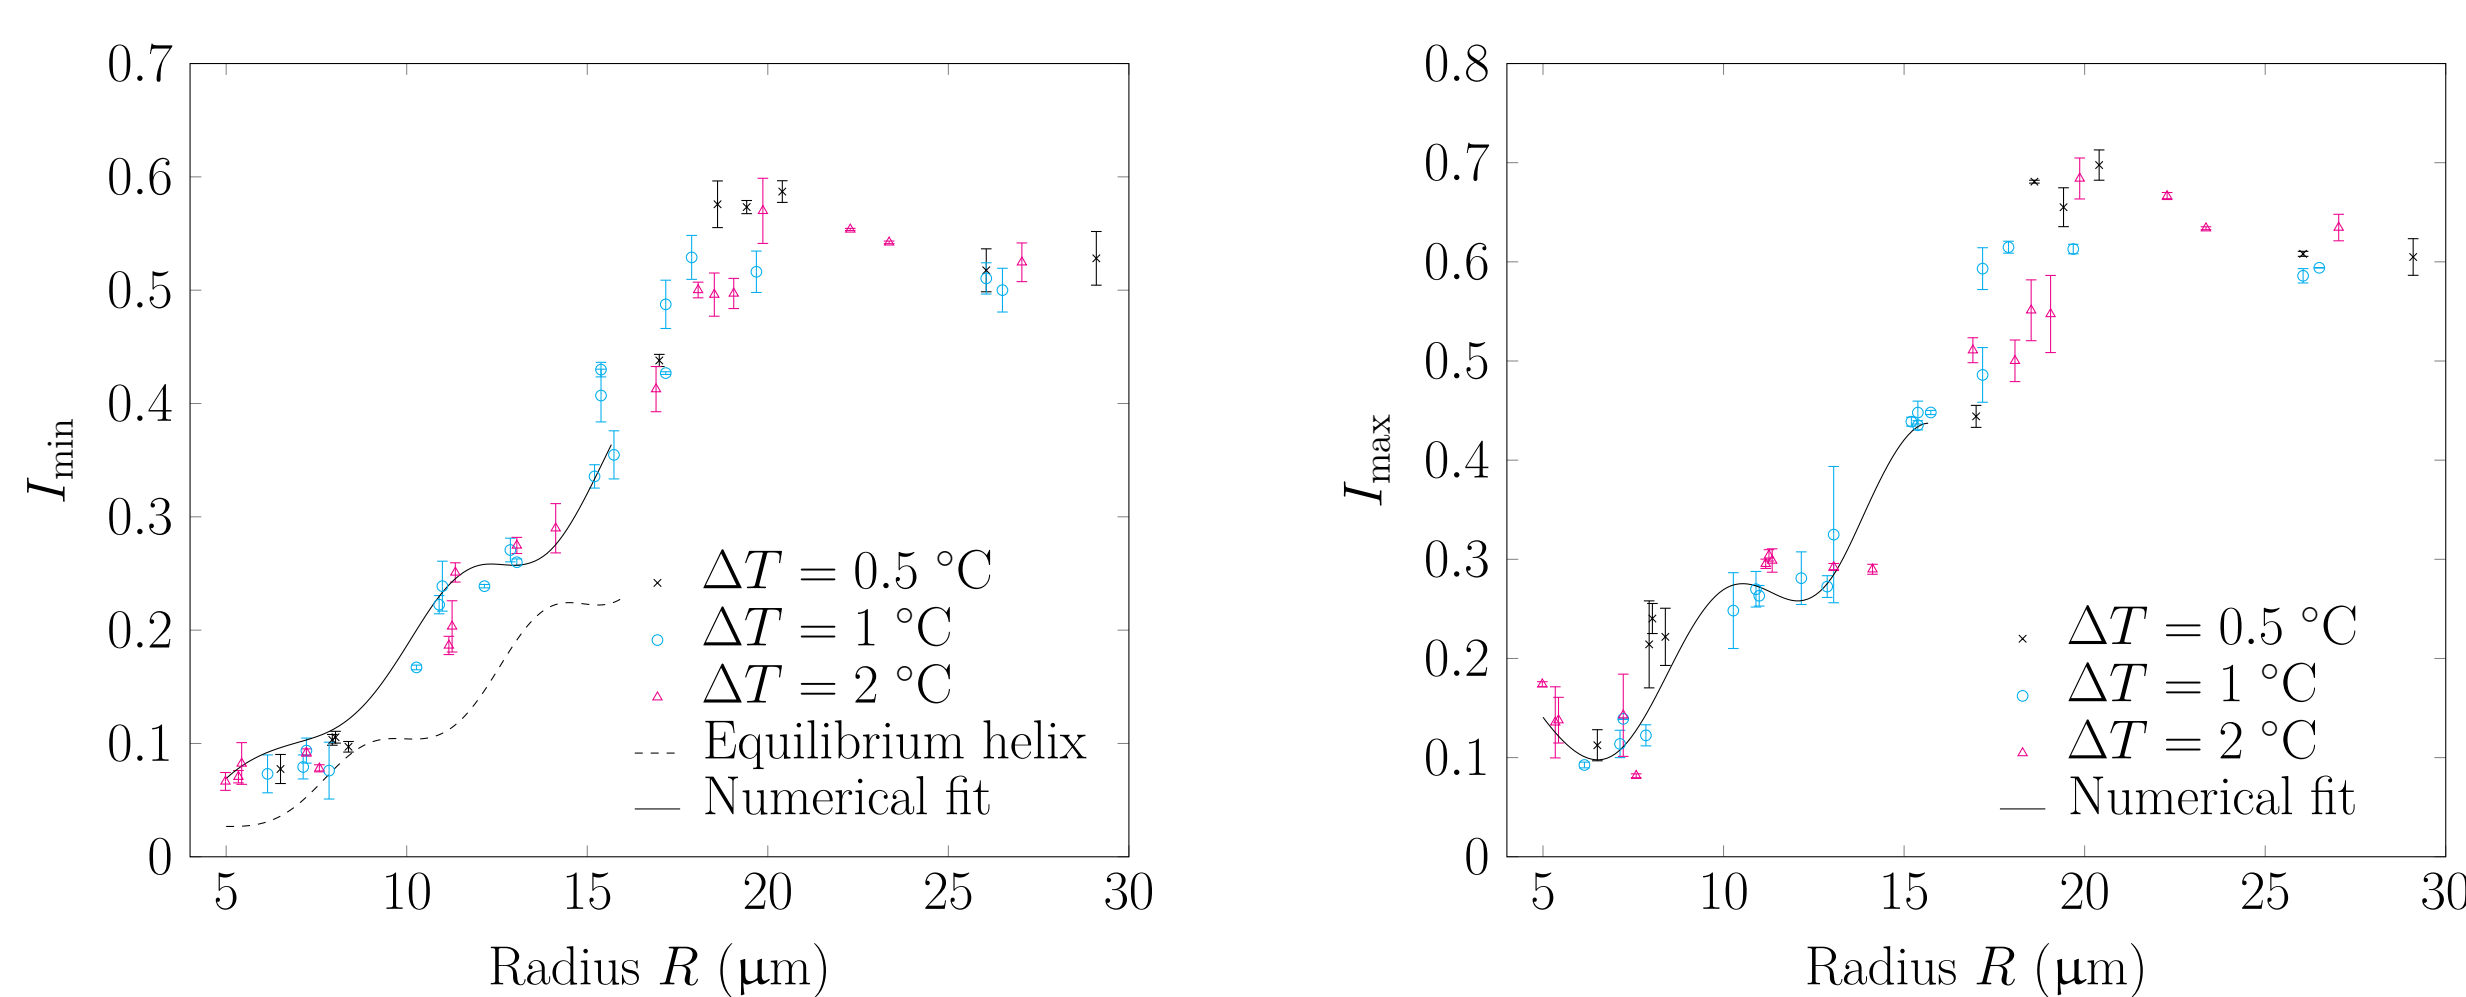 0.7
0.6
0.5
0.4
0.3
0.2
0.1
0
I_min
5 10 15 20 25 30
Radius R (μm)
ΔT = 0.5 °C
ΔT = 1 °C
ΔT = 2 °C
Equilibrium helix
Numerical fit
0.8
0.7
0.6
0.5
0.4
0.3
0.2
0.1
0
I_max
5 10 15 20 25 30
Radius R (μm)
ΔT = 0.5 °C
ΔT = 1 °C
ΔT = 2 °C
Numerical fit